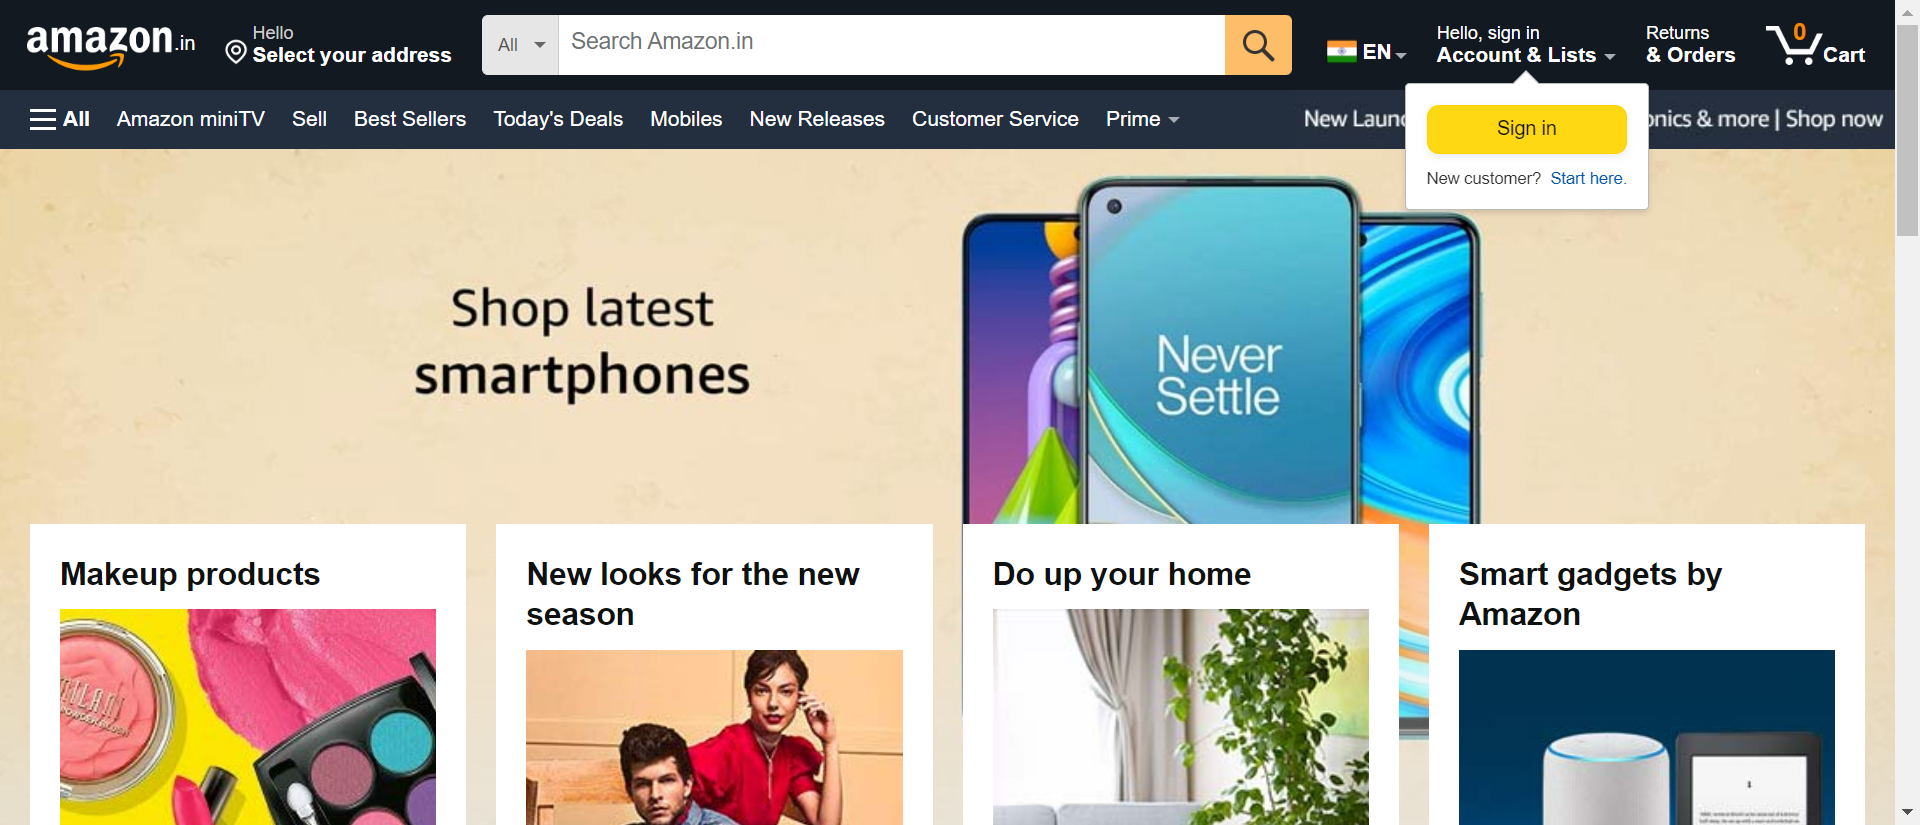 amazon.in
Hello
Select your address
All
Search Amazon.in
EN
Hello, sign in
Account & Lists
Returns
& Orders
0
Cart
All
Amazon miniTV
Sell
Best Sellers
Today's Deals
Mobiles
New Releases
Customer Service
Prime
New
& more | Shop now
Sign in
New customer? Start here.
Shop latest
smartphones
Never
Settle
Makeup products
New looks for the new
season
Do up your home
Smart gadgets by
Amazon
MILANI